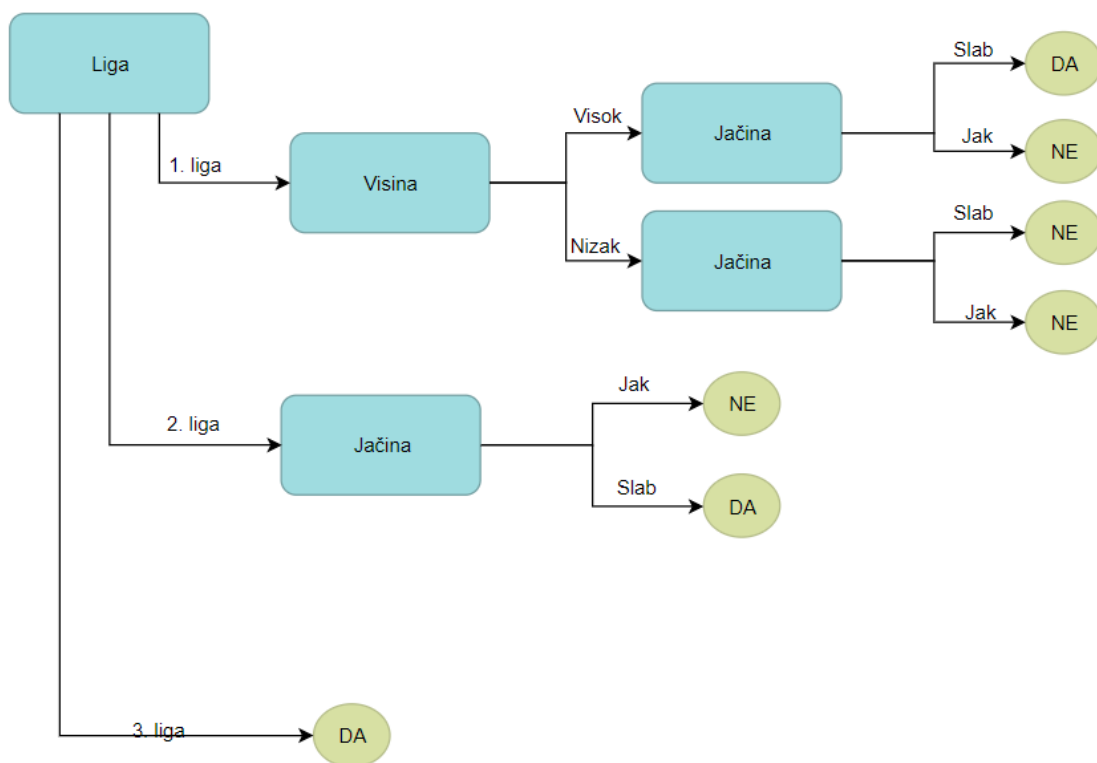 Liga
Slab
DA
Visok
Jačina
Jak
NE
1. liga
Visina
Slab
NE
Nizak
Jačina
Jak
NE
Jak
NE
2. liga
Jačina
Slab
DA
3. liga
DA